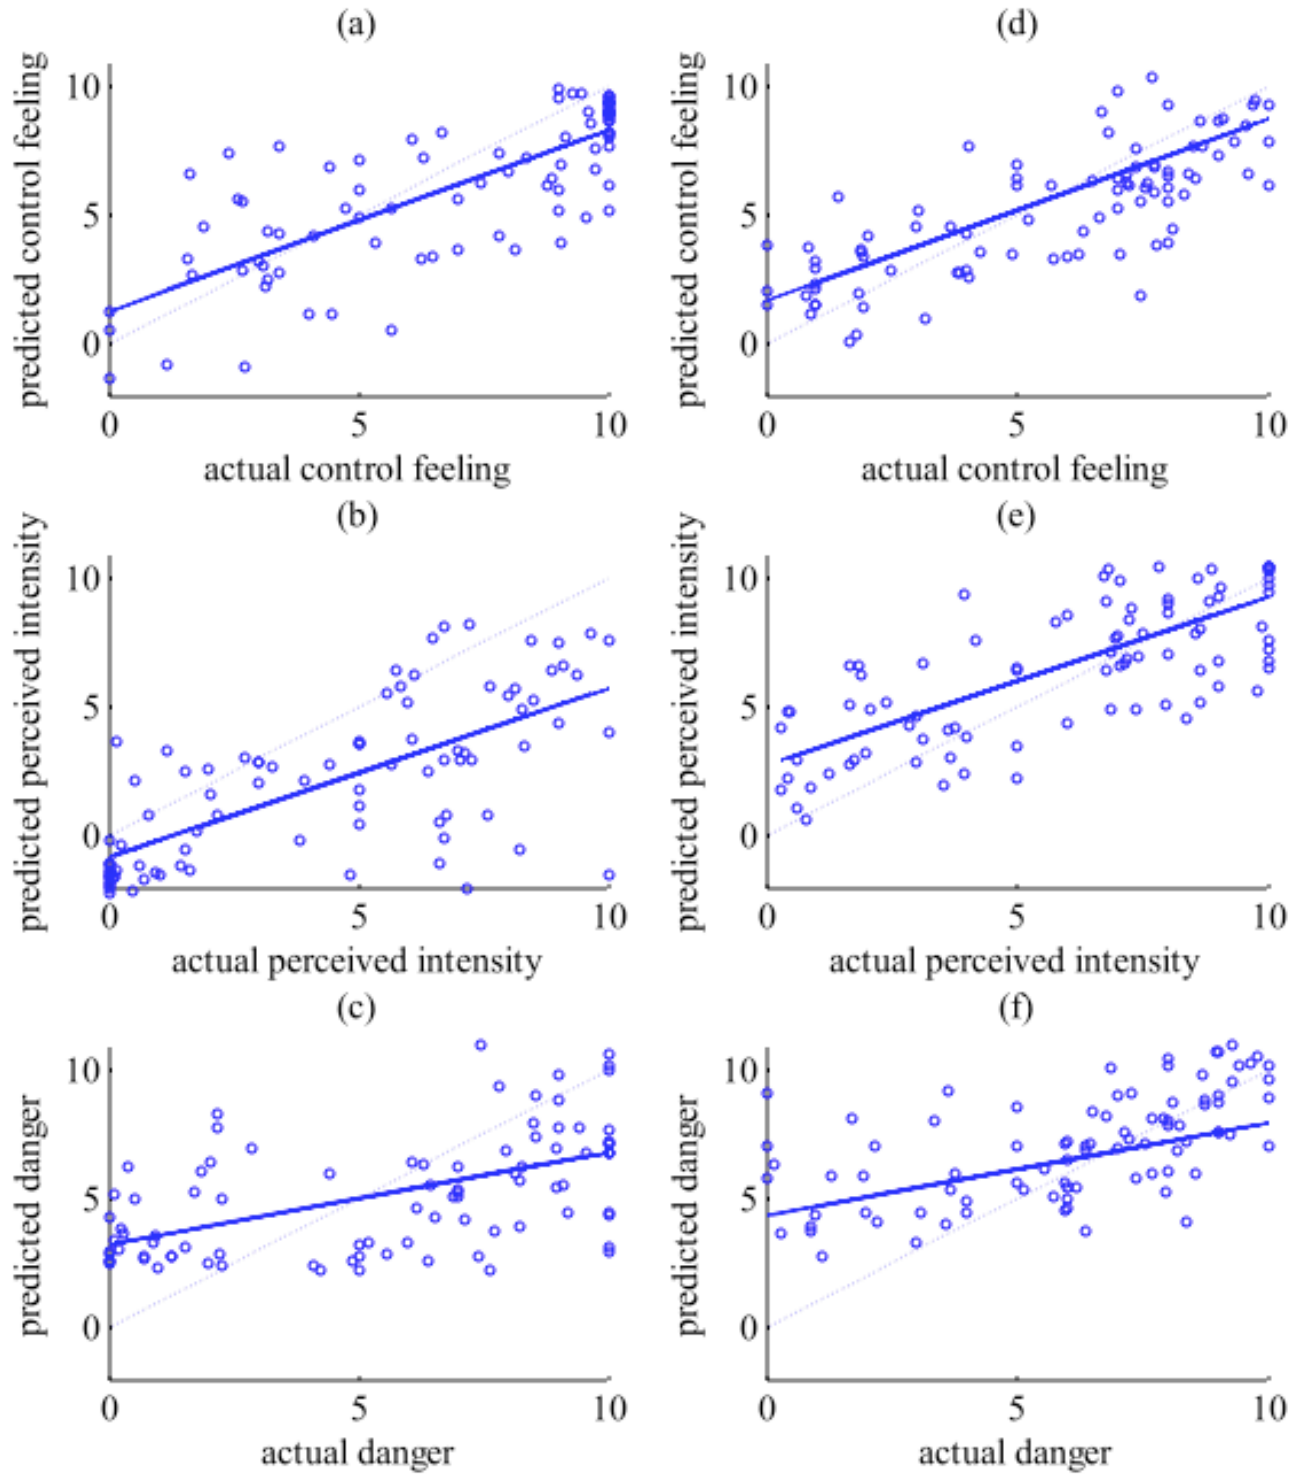 (a)
predicted control feeling
10
5
0
0 5 10
actual control feeling
(d)
predicted control feeling
10
5
0
0 5 10
actual control feeling
(b)
predicted perceived intensity
10
5
0
0 5 10
actual perceived intensity
(e)
predicted perceived intensity
10
5
0
0 5 10
actual perceived intensity
(c)
predicted danger
10
5
0
0 5 10
actual danger
(f)
predicted danger
10
5
0
0 5 10
actual danger